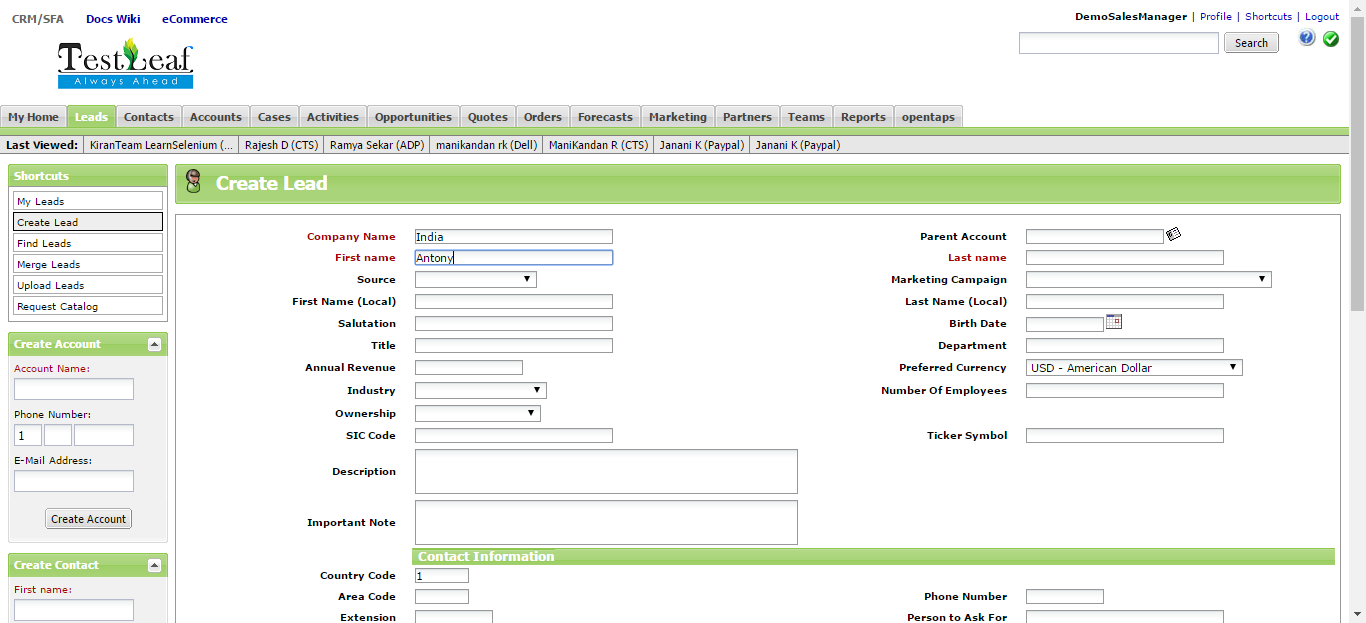 CRM/SFA Docs Wiki eCommerce
DemoSalesManager | Profile | Shortcuts | Logout
TestLeaf
Always Ahead
Search
My Home Leads Contacts Accounts Cases Activities Opportunities Quotes Orders Forecasts Marketing Partners Teams Reports opentaps
Last Viewed: KiranTeam LearnSelenium (... Rajesh D (CTS) Ramya Sekar (ADP) manikandan rk (Dell) ManiKandan R (CTS) Janani K (Paypal) Janani K (Paypal)
Shortcuts
My Leads
Create Lead
Find Leads
Merge Leads
Upload Leads
Request Catalog
Create Account
Account Name:
Phone Number:
1
E-Mail Address:
Create Account
Create Contact
First name:
Create Lead
Company Name India Parent Account
First name Antony Last name
Source Marketing Campaign
First Name (Local) Last Name (Local)
Salutation Birth Date
Title Department
Annual Revenue Preferred Currency USD - American Dollar
Industry Number Of Employees
Ownership
SIC Code Ticker Symbol
Description
Important Note
Contact Information
Country Code 1
Area Code Phone Number
Extension Person to Ask For